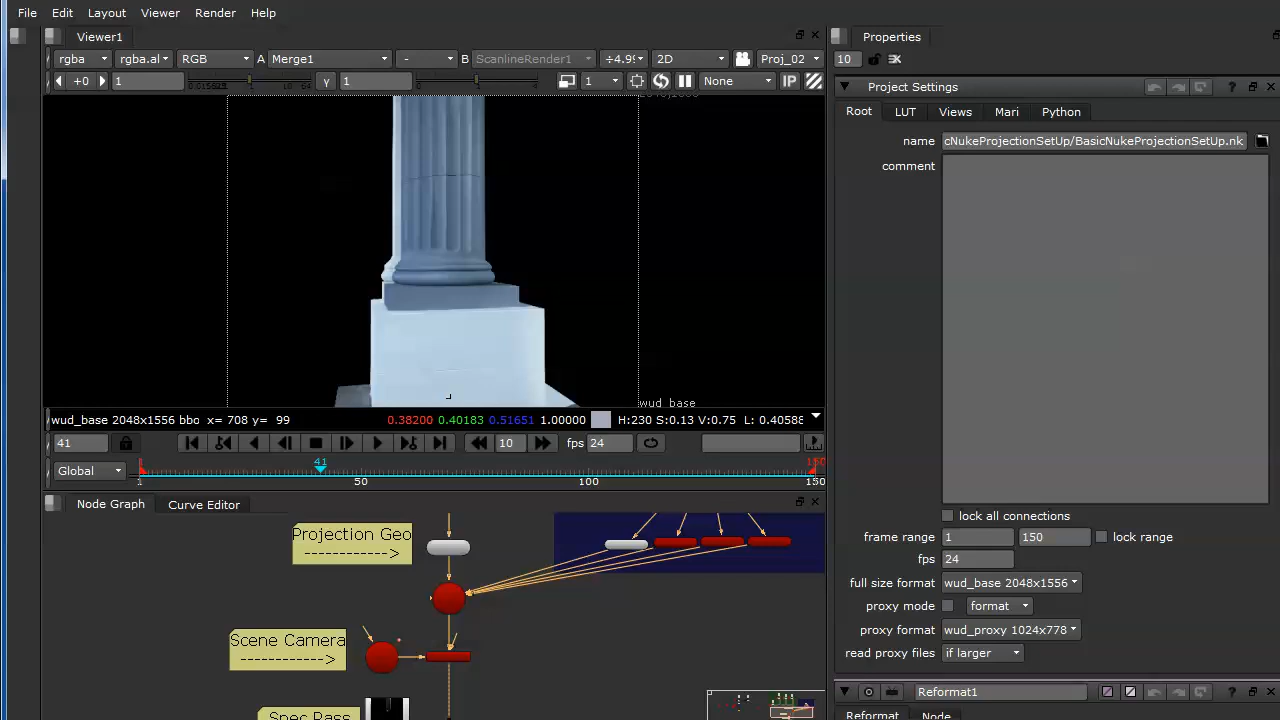 File Edit Layout Viewer Render Help
Viewer1
Properties
rgba rgba.al RGB A Merge1 - B ScanlineRender1 2D Proj_02
10
+0 1 γ 1 1 None IP
Project Settings
Root LUT Views Mari Python
name cNukeProjectionSetUp/BasicNukeProjectionSetUp.nk
comment
wud_base
wud_base 2048x1556 bbo x= 708 y= 99 0.38200 0.40183 0.51651 1.00000 H:230 S:0.13 V:0.75 L: 0.40588
41 10 fps 24
Global 41 150
1 50 100 150
Node Graph Curve Editor
lock all connections
Projection Geo
------------>
frame range 1 150 lock range
fps 24
full size format wud_base 2048x1556
proxy mode format
proxy format wud_proxy 1024x778
read proxy files if larger
Scene Camera
------------>
Reformat1
Spec Pass
Reformat Node